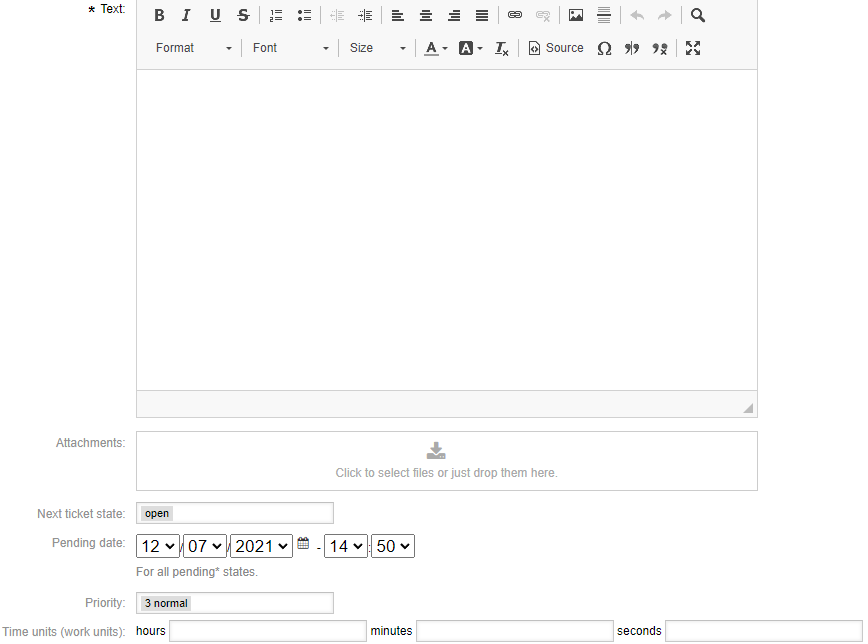 * Text:
B I U S
Format Font Size A A Tx Source Ω
Attachments:
Click to select files or just drop them here.
Next ticket state: open
Pending date: 12 / 07 / 2021 - 14 : 50
For all pending* states.
Priority: 3 normal
Time units (work units): hours minutes seconds